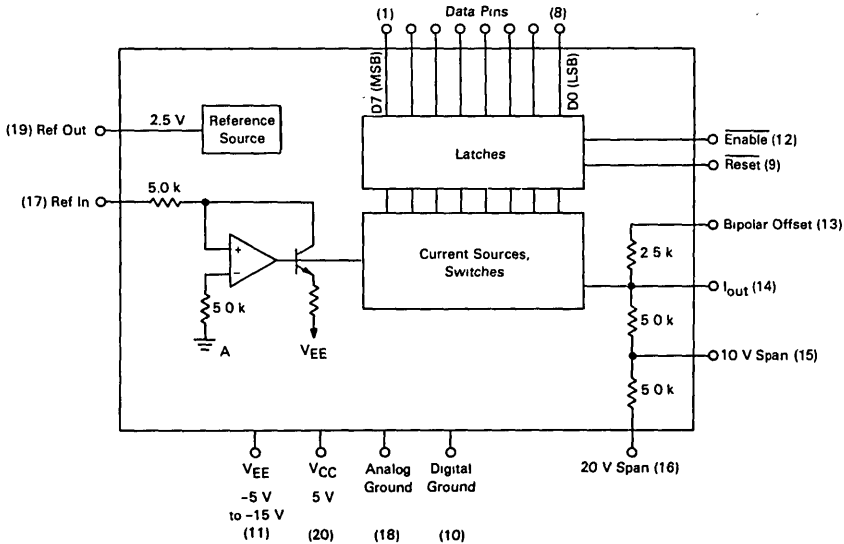 (1) Data Pins (8)
D7 (MSB)
D0 (LSB)
(19) Ref Out
2.5 V
Reference
Source
Latches
Enable (12)
Reset (9)
(17) Ref In
5.0 k
Bipolar Offset (13)
+
−
Current Sources,
Switches
2 5 k
Iout (14)
5 0 k
A
VEE
5 0 k
10 V Span (15)
5 0 k
20 V Span (16)
VEE
−5 V
to −15 V
(11)
VCC
5 V
(20)
Analog
Ground
(18)
Digital
Ground
(10)